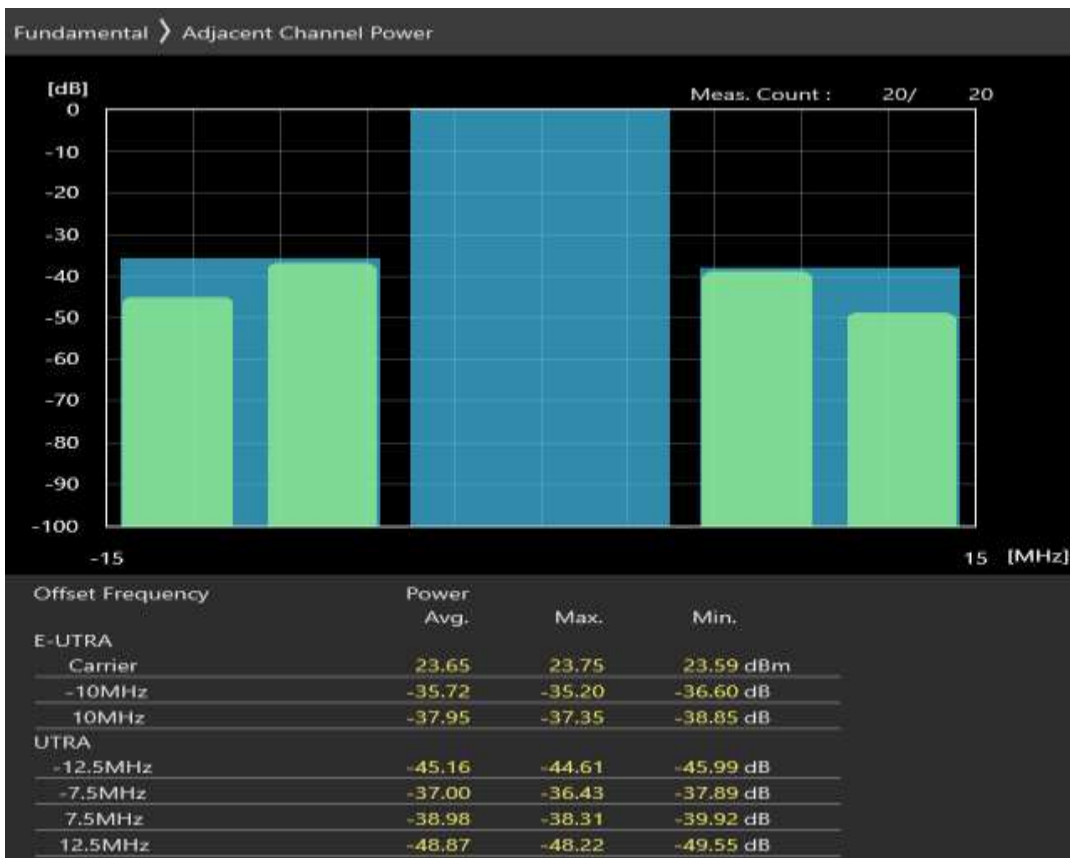 Fundamental ❯ Adjacent Channel Power
[dB]
Meas. Count : 20/ 20
0
-10
-20
-30
-40
-50
-60
-70
-80
-90
-100
-15 15 [MHz]
Offset Frequency Power
Avg. Max. Min.
E-UTRA
Carrier 23.65 23.75 23.59 dBm
-10MHz -35.72 -35.20 -36.60 dB
10MHz -37.95 -37.35 -38.85 dB
UTRA
-12.5MHz -45.16 -44.61 -45.99 dB
-7.5MHz -37.00 -36.43 -37.89 dB
7.5MHz -38.98 -38.31 -39.92 dB
12.5MHz -48.87 -48.22 -49.55 dB